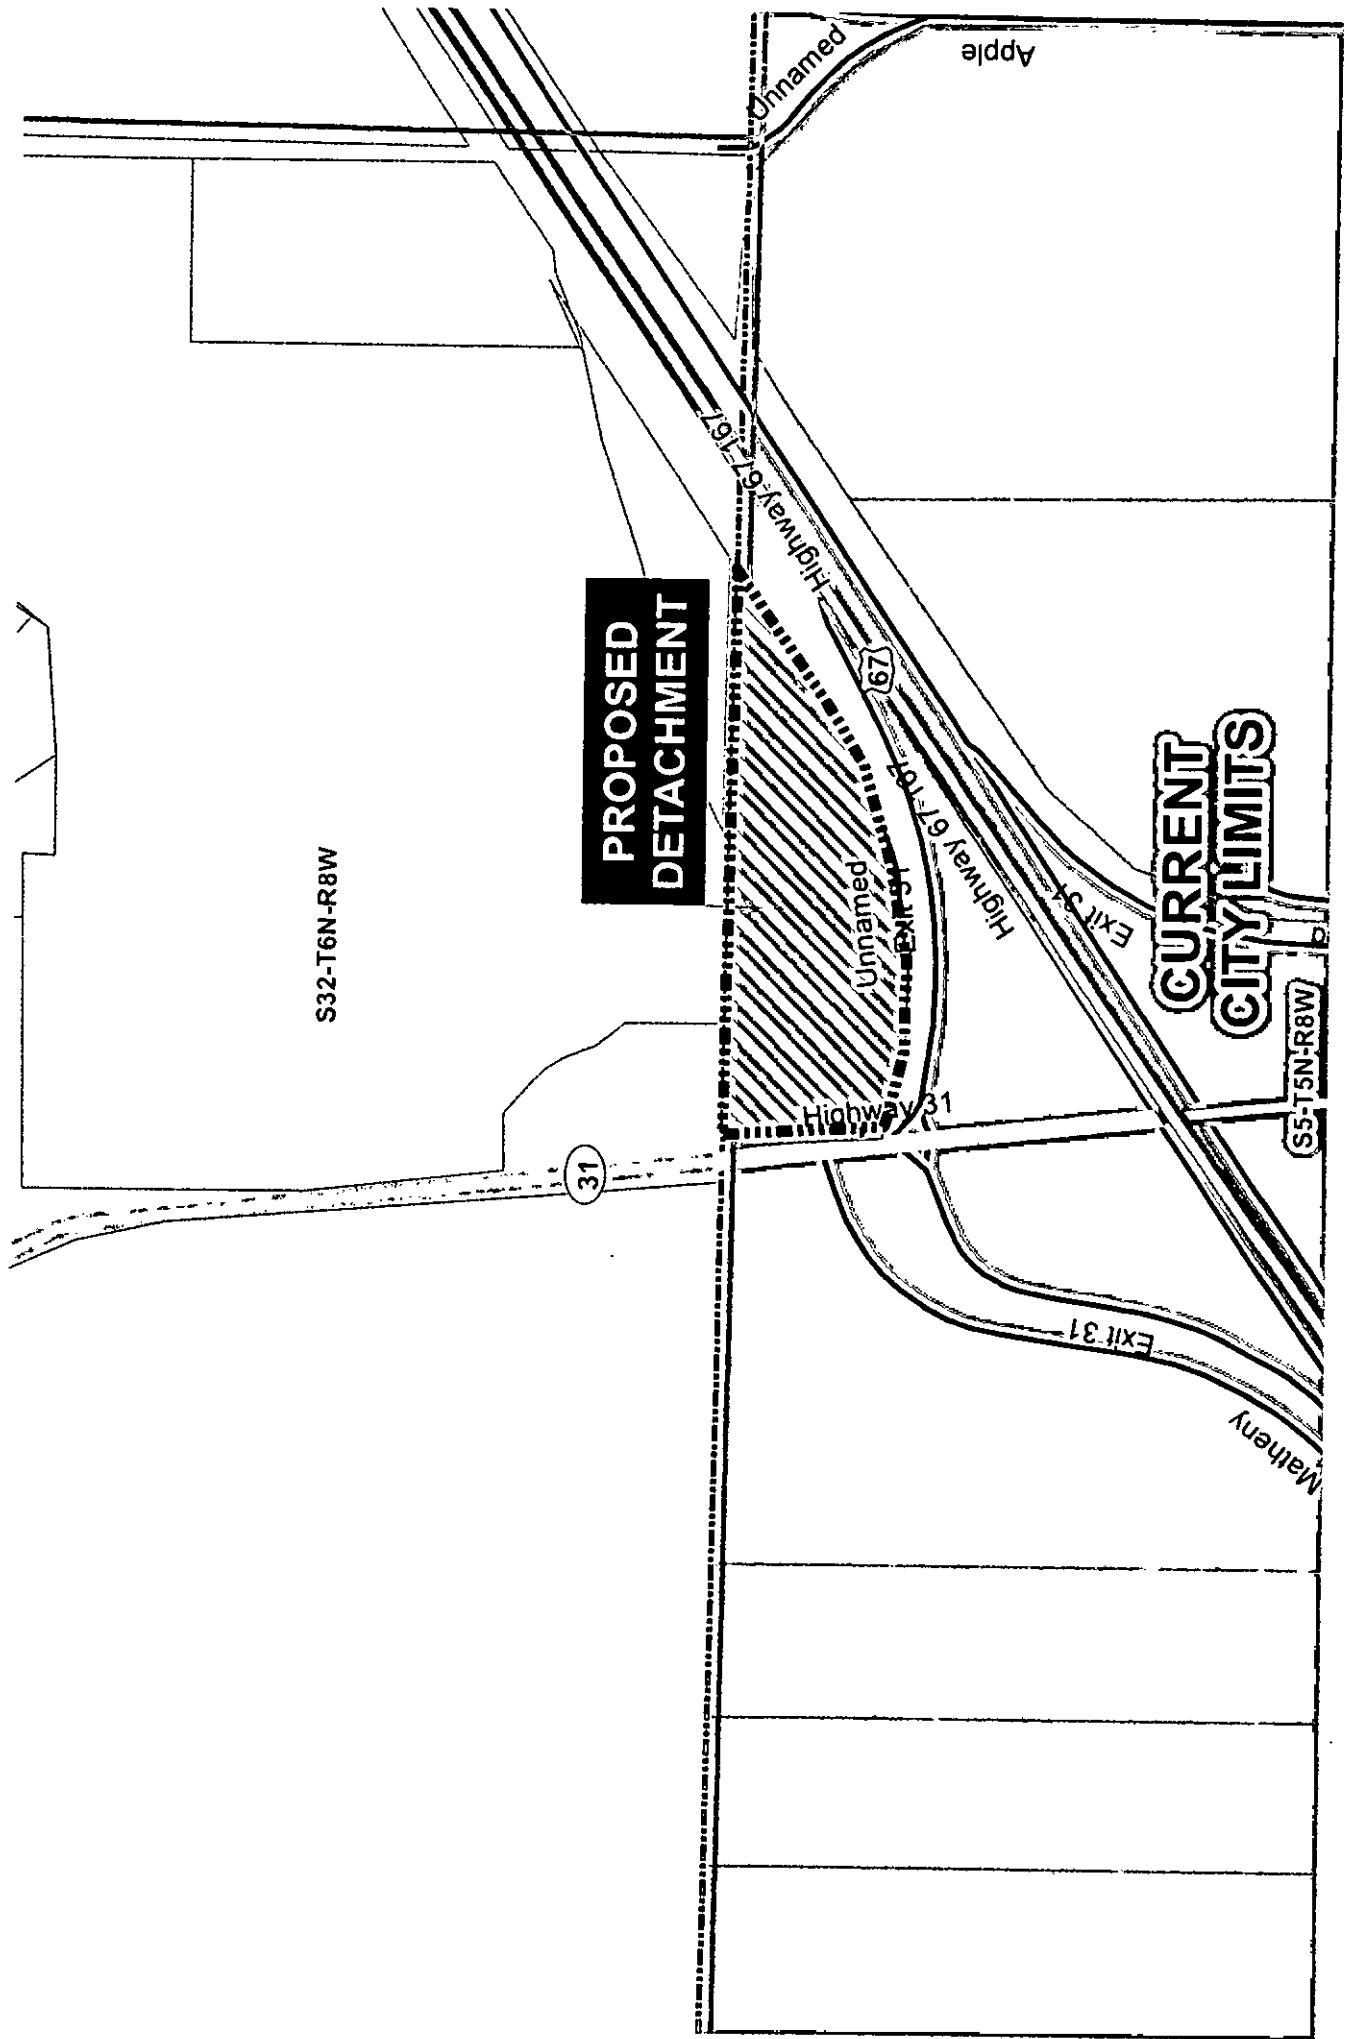 S32-T6N-R8W
31
PROPOSED
DETACHMENT
Unnamed
Apple
Highway 67-167
67
Highway 67-167
Unnamed
Exit 31
Highway 31
Exit 31
Exit 31
Matheny
CURRENT
CITY LIMITS
S5-T5N-R8W